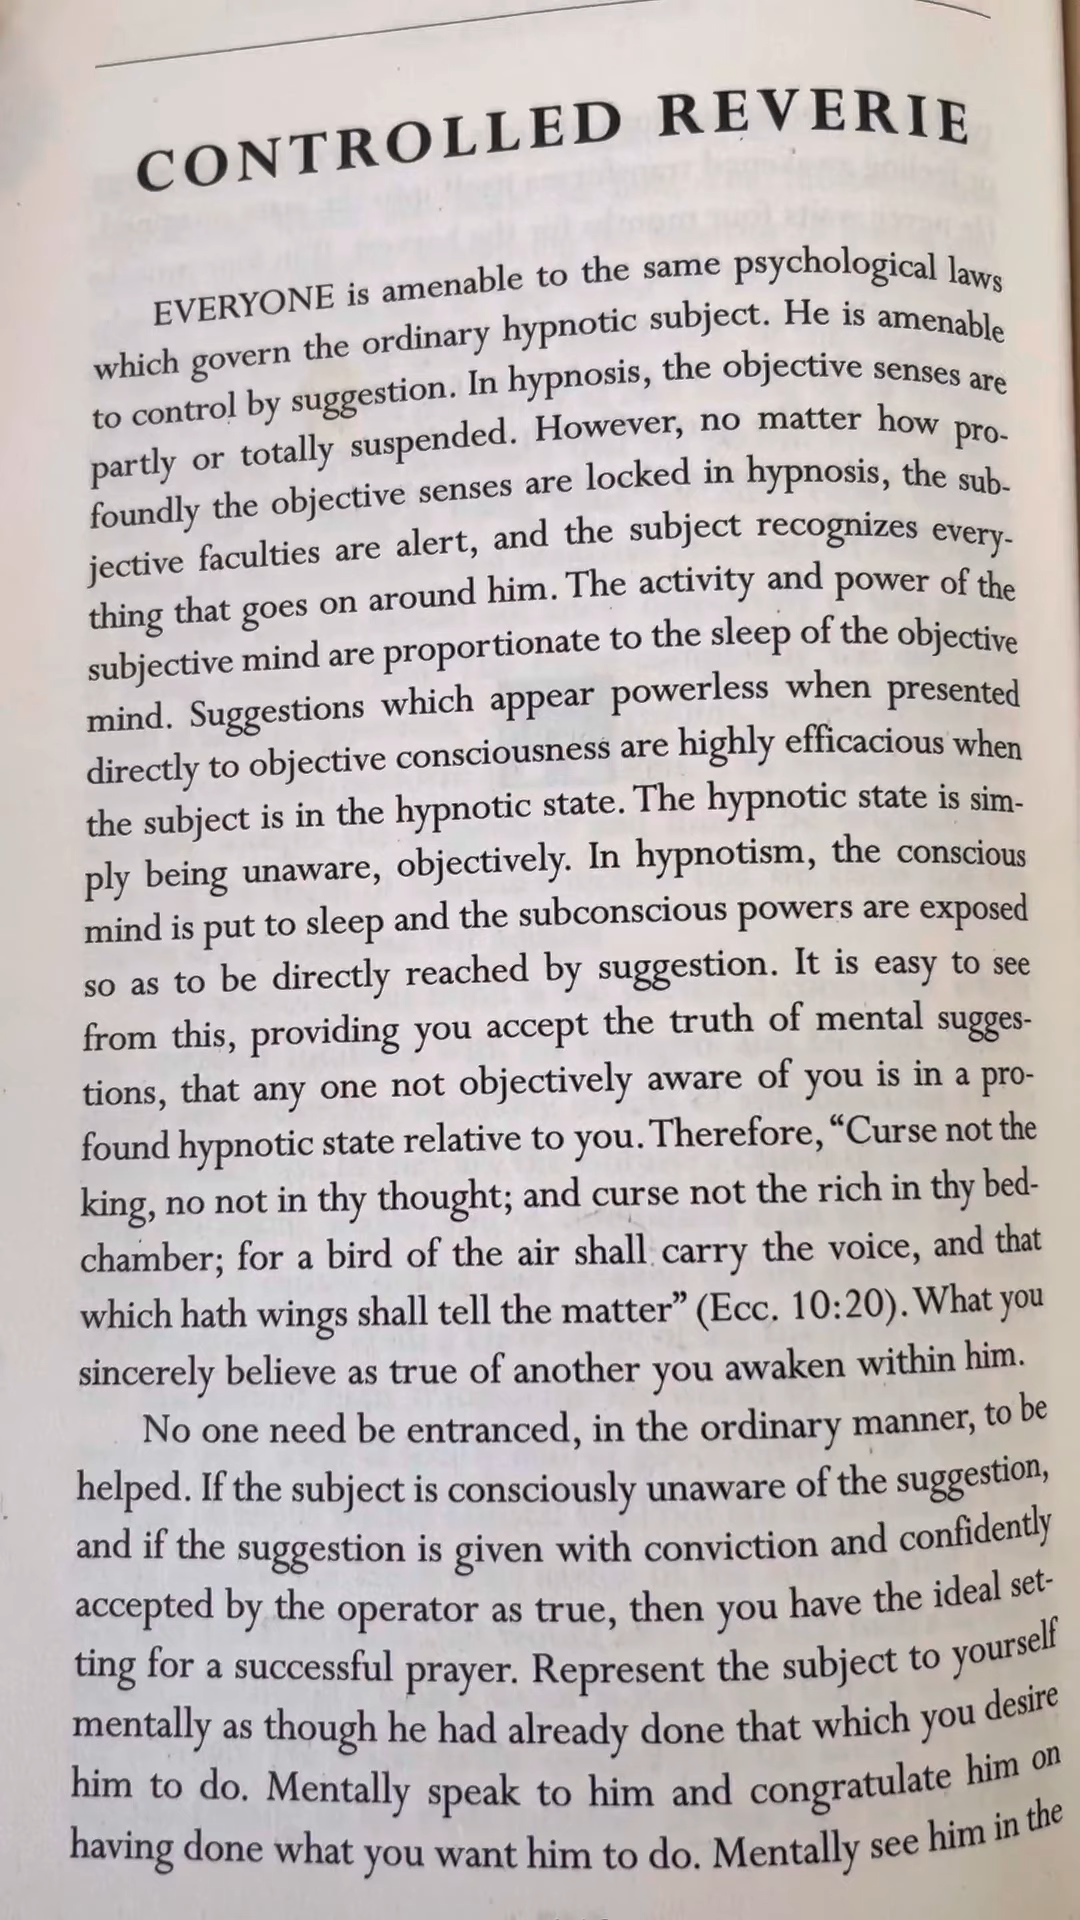 CONTROLLED REVERIE
EVERYONE is amenable to the same psychological laws
which govern the ordinary hypnotic subject. He is amenable
to control by suggestion. In hypnosis, the objective senses are
partly or totally suspended. However, no matter how pro-
foundly the objective senses are locked in hypnosis, the sub-
jective faculties are alert, and the subject recognizes every-
thing that goes on around him. The activity and power of the
subjective mind are proportionate to the sleep of the objective
mind. Suggestions which appear powerless when presented
directly to objective consciousness are highly efficacious when
the subject is in the hypnotic state. The hypnotic state is sim-
ply being unaware, objectively. In hypnotism, the conscious
mind is put to sleep and the subconscious powers are exposed
so as to be directly reached by suggestion. It is easy to see
from this, providing you accept the truth of mental sugges-
tions, that any one not objectively aware of you is in a pro-
found hypnotic state relative to you. Therefore, “Curse not the
king, no not in thy thought; and curse not the rich in thy bed-
chamber; for a bird of the air shall carry the voice, and that
which hath wings shall tell the matter” (Ecc. 10:20). What you
sincerely believe as true of another you awaken within him.
No one need be entranced, in the ordinary manner, to be
helped. If the subject is consciously unaware of the suggestion,
and if the suggestion is given with conviction and confidently
accepted by the operator as true, then you have the ideal set-
ting for a successful prayer. Represent the subject to yourself
mentally as though he had already done that which you desire
him to do. Mentally speak to him and congratulate him on
having done what you want him to do. Mentally see him in the